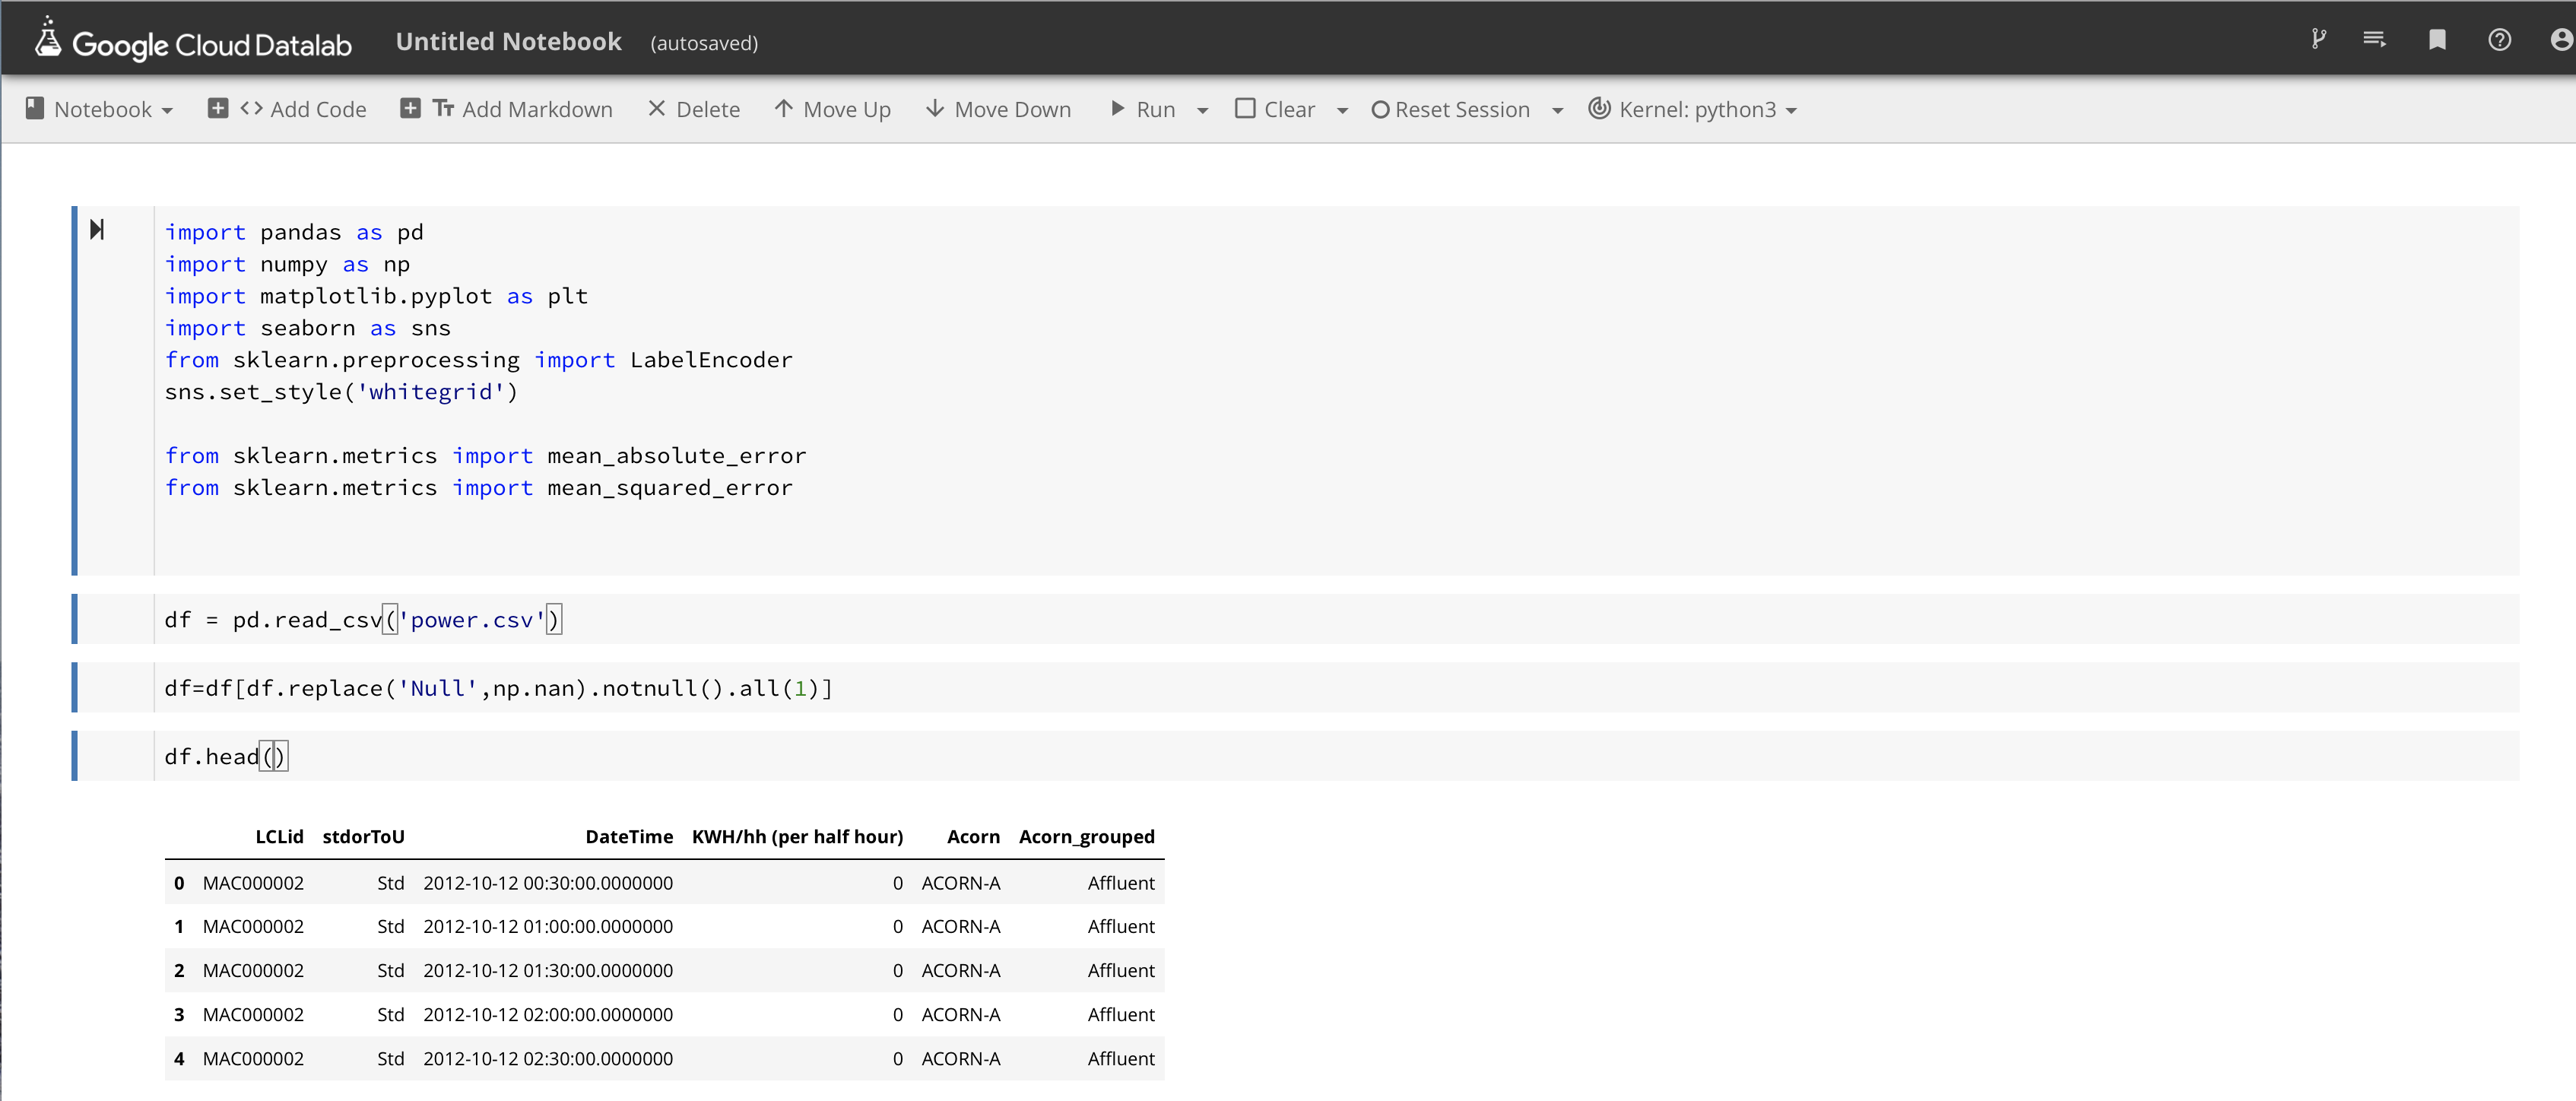 Google Cloud Datalab Untitled Notebook (autosaved)
Notebook <> Add Code Tт Add Markdown Delete Move Up Move Down Run Clear Reset Session Kernel: python3
import pandas as pd
import numpy as np
import matplotlib.pyplot as plt
import seaborn as sns
from sklearn.preprocessing import LabelEncoder
sns.set_style('whitegrid')
from sklearn.metrics import mean_absolute_error
from sklearn.metrics import mean_squared_error
df = pd.read_csv('power.csv')
df=df[df.replace('Null',np.nan).notnull().all(1)]
df.head()
LCLid stdorToU DateTime KWH/hh (per half hour) Acorn Acorn_grouped
0 MAC000002 Std 2012-10-12 00:30:00.0000000 0 ACORN-A Affluent
1 MAC000002 Std 2012-10-12 01:00:00.0000000 0 ACORN-A Affluent
2 MAC000002 Std 2012-10-12 01:30:00.0000000 0 ACORN-A Affluent
3 MAC000002 Std 2012-10-12 02:00:00.0000000 0 ACORN-A Affluent
4 MAC000002 Std 2012-10-12 02:30:00.0000000 0 ACORN-A Affluent